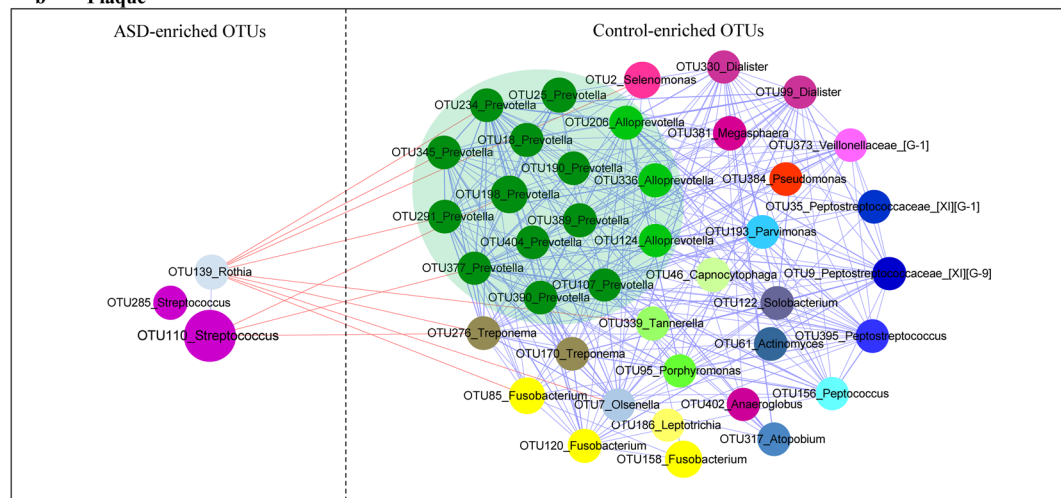 b Plaque
ASD-enriched OTUs
Control-enriched OTUs
OTU330_Dialister
OTU2_Selenomonas
OTU99_Dialister
OTU25_Prevotella
OTU234_Prevotella
OTU206_Alloprevotella
OTU381_Megasphaera
OTU18_Prevotella
OTU373_Veillonellaceae_[G-1]
OTU345_Prevotella
OTU190_Prevotella
OTU336_Alloprevotella
OTU384_Pseudomonas
OTU198_Prevotella
OTU35_Peptostreptococcaceae_[XI][G-1]
OTU291_Prevotella
OTU389_Prevotella
OTU193_Parvimonas
OTU404_Prevotella
OTU124_Alloprevotella
OTU377_Prevotella
OTU139_Rothia
OTU46_Capnocytophaga
OTU9_Peptostreptococcaceae_[XI][G-9]
OTU107_Prevotella
OTU390_Prevotella
OTU285_Streptococcus
OTU122_Solobacterium
OTU339_Tannerella
OTU276_Treponema
OTU110_Streptococcus
OTU395_Peptostreptococcus
OTU61_Actinomyces
OTU170_Treponema
OTU95_Porphyromonas
OTU85_Fusobacterium
OTU156_Peptococcus
OTU7_Olsenella
OTU402_Anaeroglobus
OTU186_Leptotrichia
OTU317_Atopobium
OTU120_Fusobacterium
OTU158_Fusobacterium